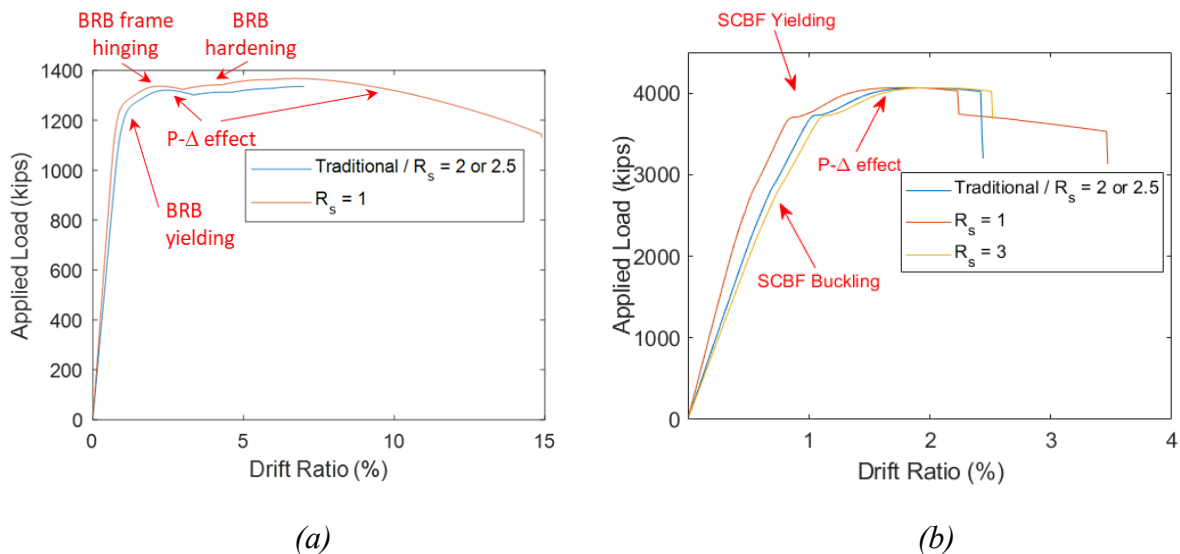 BRB frame
hinging
BRB
hardening
1400
1200
1000
800
600
400
200
0
Applied Load (kips)
P-Δ effect
Traditional / Rs = 2 or 2.5
Rs = 1
BRB
yielding
0
5
10
15
Drift Ratio (%)
(a)
SCBF Yielding
4000
3000
2000
1000
0
Applied Load (kips)
P-Δ effect
Traditional / Rs = 2 or 2.5
Rs = 1
Rs = 3
SCBF Buckling
1
2
3
4
Drift Ratio (%)
(b)